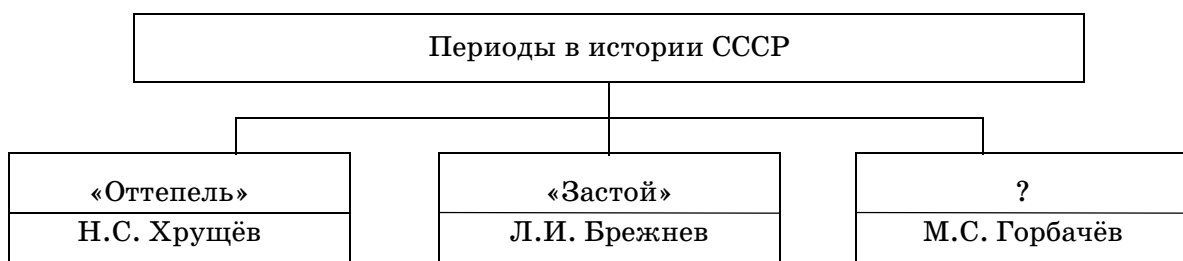 Периоды в истории СССР
«Оттепель»
Н.С. Хрущёв
«Застой»
Л.И. Брежнев
?
М.С. Горбачёв